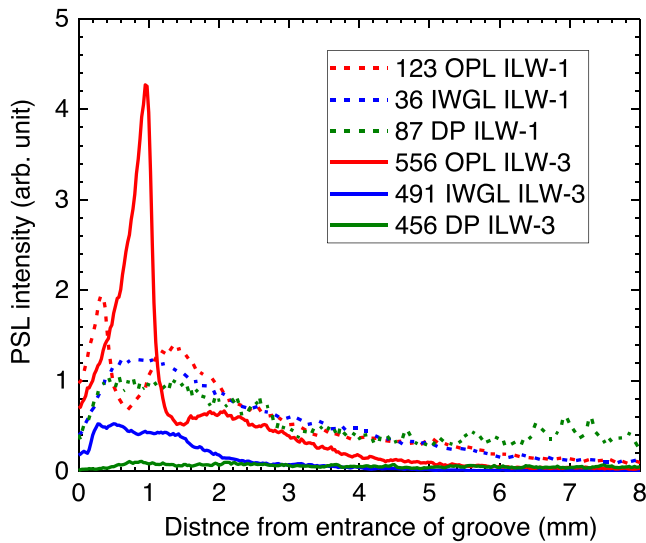 5
4
3
2
1
0
PSL intensity (arb. unit)
123 OPL ILW-1
36 IWGL ILW-1
87 DP ILW-1
556 OPL ILW-3
491 IWGL ILW-3
456 DP ILW-3
0 1 2 3 4 5 6 7 8
Distnce from entrance of groove (mm)